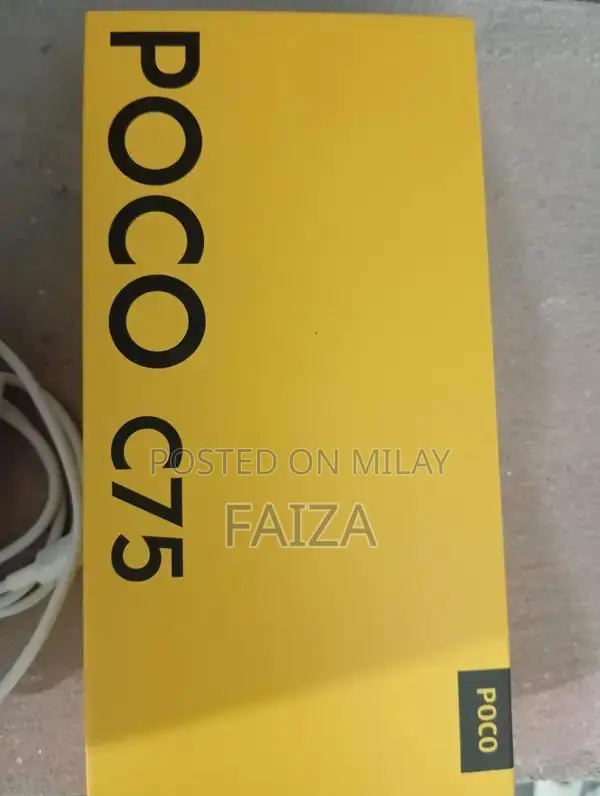 POCO C75
POSTED ON MILAY
FAIZA
POCO